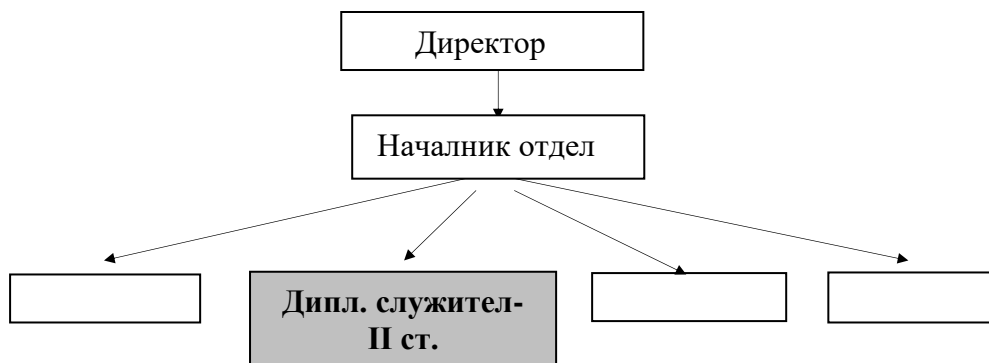 Директор
Началник отдел
Дипл. служител-
II ст.